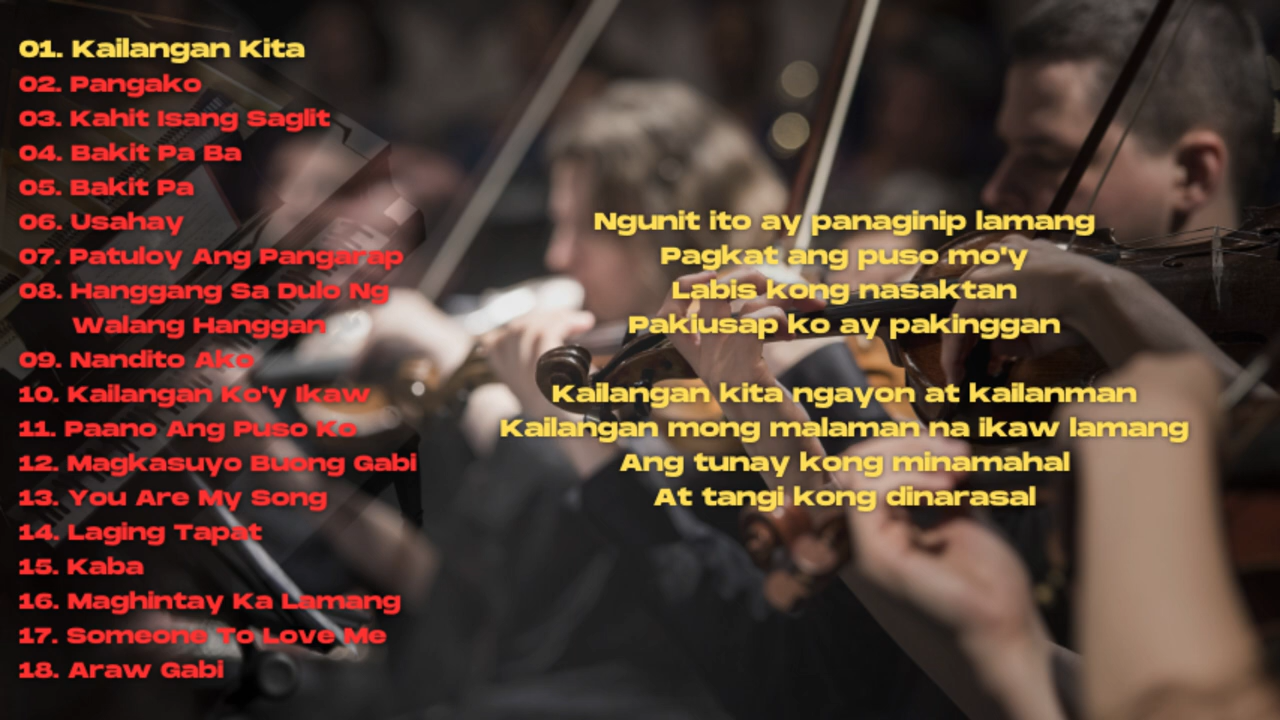 01. Kailangan Kita
02. Pangako
03. Kahit Isang Saglit
04. Bakit Pa Ba
05. Bakit Pa
06. Usahay
07. Patuloy Ang Pangarap
08. Hanggang Sa Dulo Ng
Walang Hanggan
09. Nandito Ako
10. Kailangan Ko'y Ikaw
11. Paano Ang Puso Ko
12. Magkasuyo Buong Gabi
13. You Are My Song
14. Laging Tapat
15. Kaba
16. Maghintay Ka Lamang
17. Someone To Love Me
18. Araw Gabi
Ngunit ito ay panaginip lamang
Pagkat ang puso mo'y
Labis kong nasaktan
Pakiusap ko ay pakinggan
Kailangan kita ngayon at kailanman
Kailangan mong malaman na ikaw lamang
Ang tunay kong minamahal
At tangi kong dinarasal